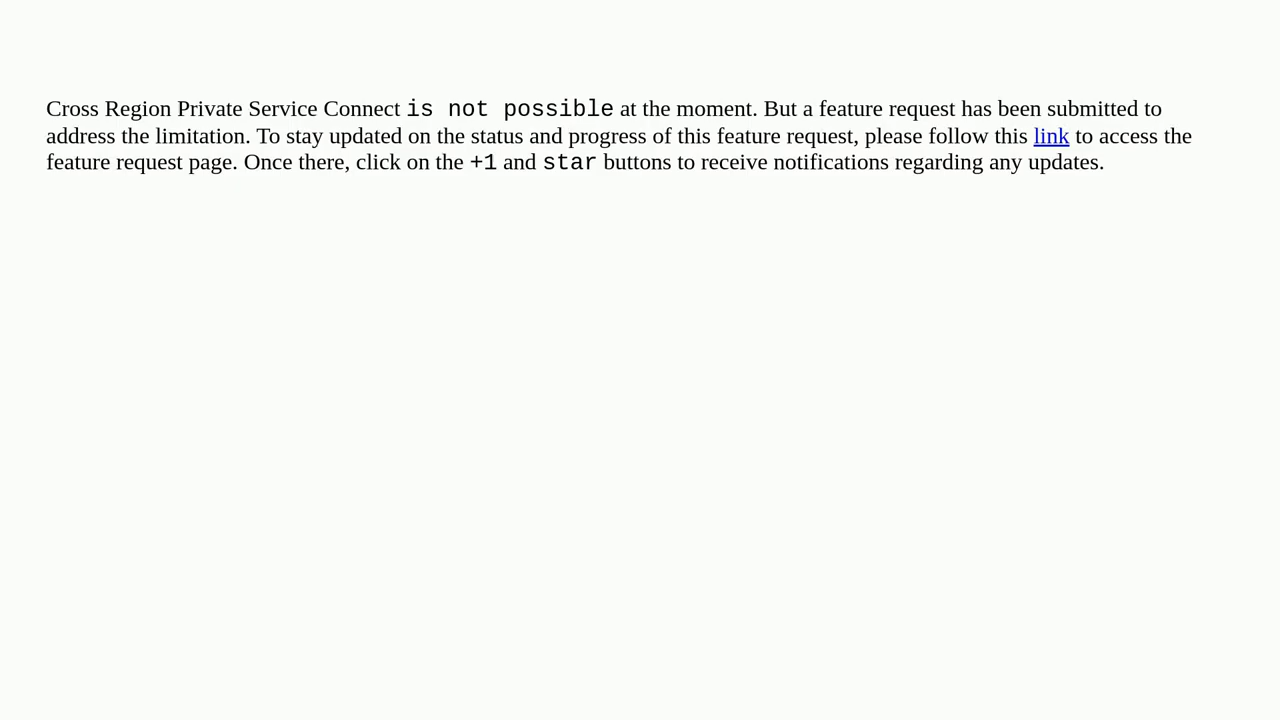 Cross Region Private Service Connect is not possible at the moment. But a feature request has been submitted to
address the limitation. To stay updated on the status and progress of this feature request, please follow this link to access the
feature request page. Once there, click on the +1 and star buttons to receive notifications regarding any updates.